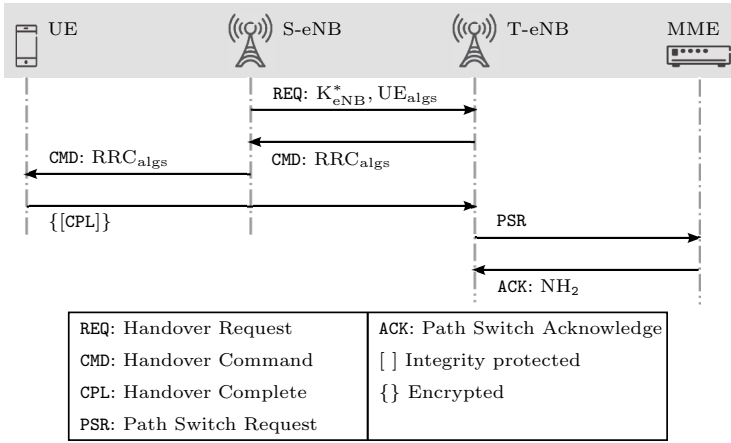 UE S-eNB T-eNB MME
REQ: K*eNB, UEalgs
CMD: RRCalgs
CMD: RRCalgs
{[CPL]}
PSR
ACK: NH2
REQ: Handover Request
CMD: Handover Command
CPL: Handover Complete
PSR: Path Switch Request
ACK: Path Switch Acknowledge
[ ] Integrity protected
{} Encrypted